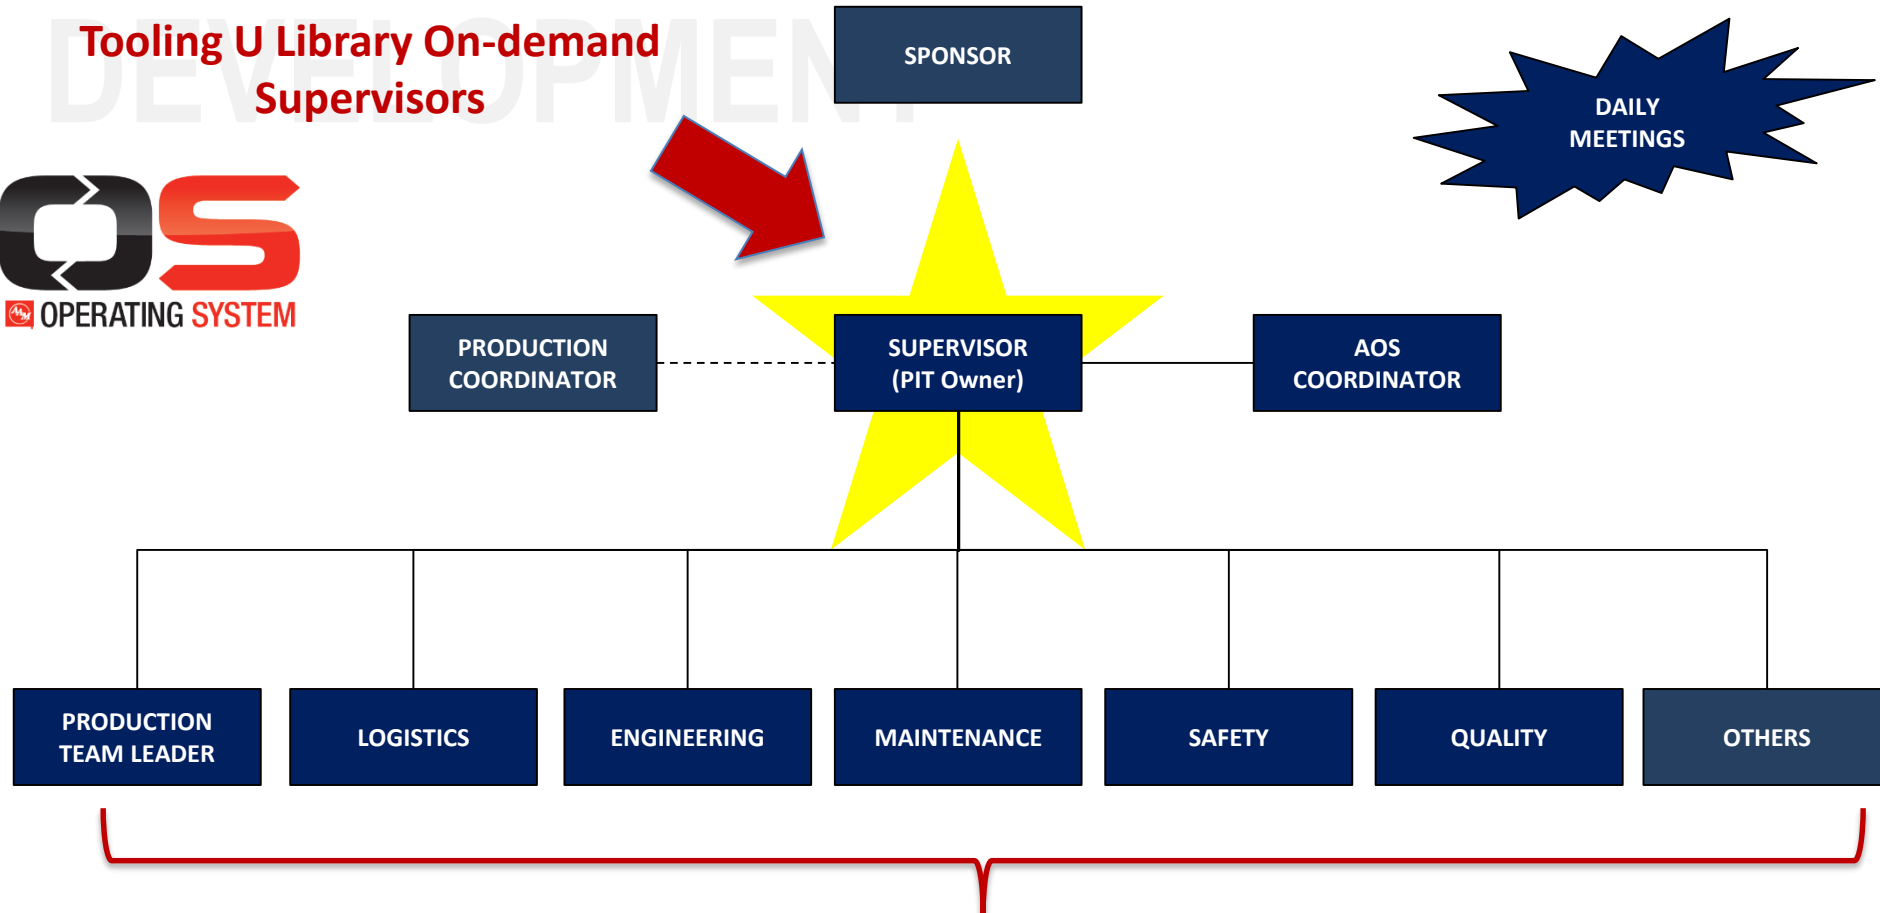 DEVELOPMENT
Tooling U Library On-demand
Supervisors
SPONSOR
DAILY
MEETINGS
OS
AAM OPERATING SYSTEM
PRODUCTION
COORDINATOR
SUPERVISOR
(PIT Owner)
AOS
COORDINATOR
PRODUCTION
TEAM LEADER
LOGISTICS
ENGINEERING
MAINTENANCE
SAFETY
QUALITY
OTHERS